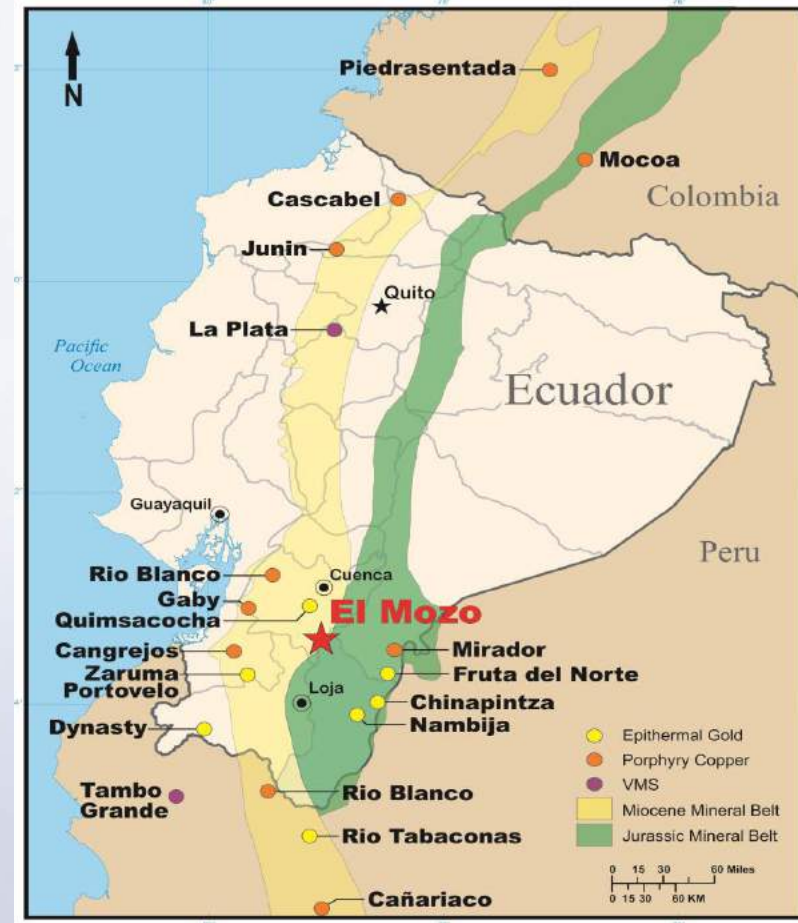 N
Piedrasentada
Mocoa
Colombia
Cascabel
Junin
Quito
La Plata
Pacific
Ocean
Ecuador
Guayaquil
Peru
Rio Blanco
Cuenca
Gaby
Quimsacocha
El Mozo
Cangrejos
Mirador
Zaruma
Portovelo
Fruta del Norte
Loja
Chinapintza
Nambija
Dynasty
Tambo
Grande
Rio Blanco
Rio Tabaconas
Cañariaco
Epithermal Gold
Porphyry Copper
VMS
Miocene Mineral Belt
Jurassic Mineral Belt
0 15 30 60 Miles
0 15 30 60 KM